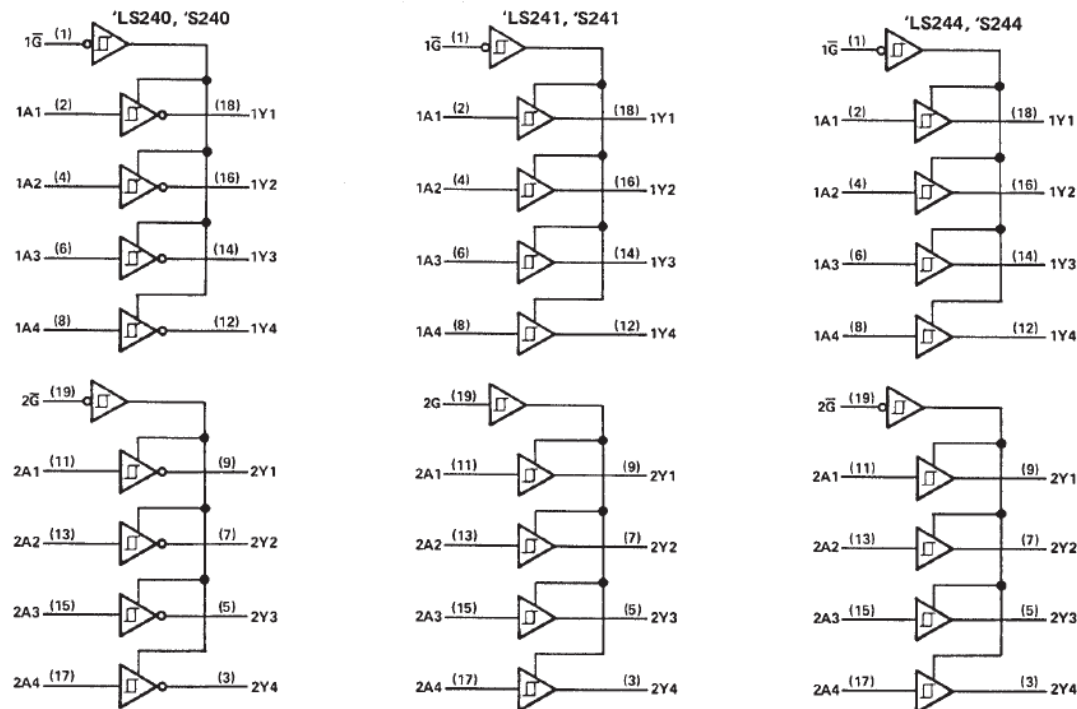 'LS240, 'S240
1G̅ (1)
1A1 (2) (18) 1Y1
1A2 (4) (16) 1Y2
1A3 (6) (14) 1Y3
1A4 (8) (12) 1Y4
2G̅ (19)
2A1 (11) (9) 2Y1
2A2 (13) (7) 2Y2
2A3 (15) (5) 2Y3
2A4 (17) (3) 2Y4
'LS241, 'S241
1G̅ (1)
1A1 (2) (18) 1Y1
1A2 (4) (16) 1Y2
1A3 (6) (14) 1Y3
1A4 (8) (12) 1Y4
2G (19)
2A1 (11) (9) 2Y1
2A2 (13) (7) 2Y2
2A3 (15) (5) 2Y3
2A4 (17) (3) 2Y4
'LS244, 'S244
1G̅ (1)
1A1 (2) (18) 1Y1
1A2 (4) (16) 1Y2
1A3 (6) (14) 1Y3
1A4 (8) (12) 1Y4
2G̅ (19)
2A1 (11) (9) 2Y1
2A2 (13) (7) 2Y2
2A3 (15) (5) 2Y3
2A4 (17) (3) 2Y4